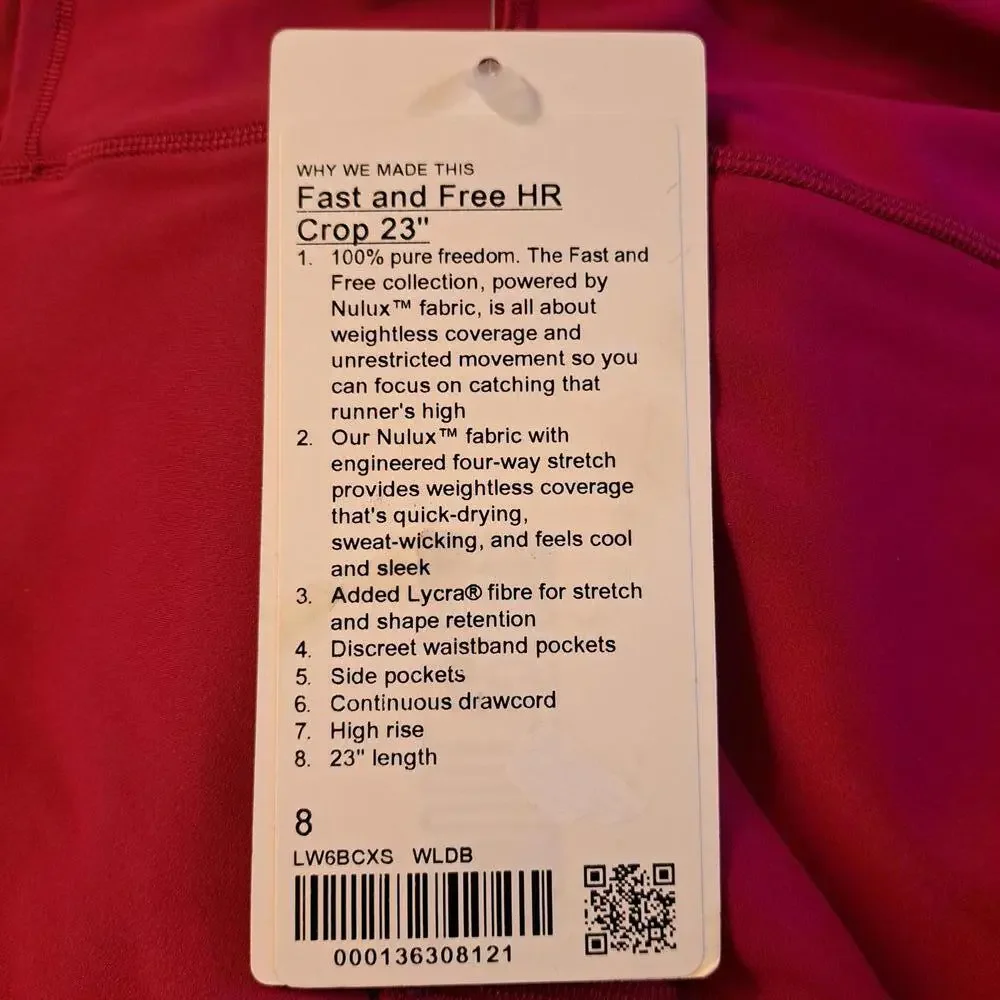 WHY WE MADE THIS
Fast and Free HR
Crop 23"
1. 100% pure freedom. The Fast and
Free collection, powered by
Nulux™ fabric, is all about
weightless coverage and
unrestricted movement so you
can focus on catching that
runner's high
2. Our Nulux™ fabric with
engineered four-way stretch
provides weightless coverage
that's quick-drying,
sweat-wicking, and feels cool
and sleek
3. Added Lycra® fibre for stretch
and shape retention
4. Discreet waistband pockets
5. Side pockets
6. Continuous drawcord
7. High rise
8. 23" length
8
LW6BCXS WLDB
000136308121